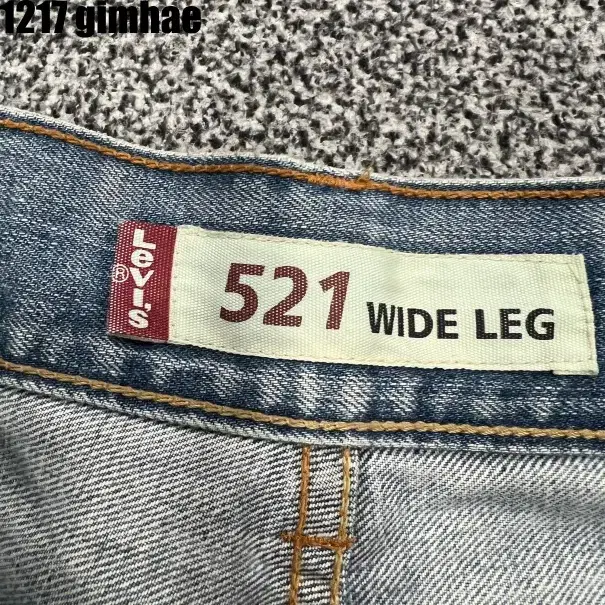 1217 gimhae
Levi's
®
521 WIDE LEG